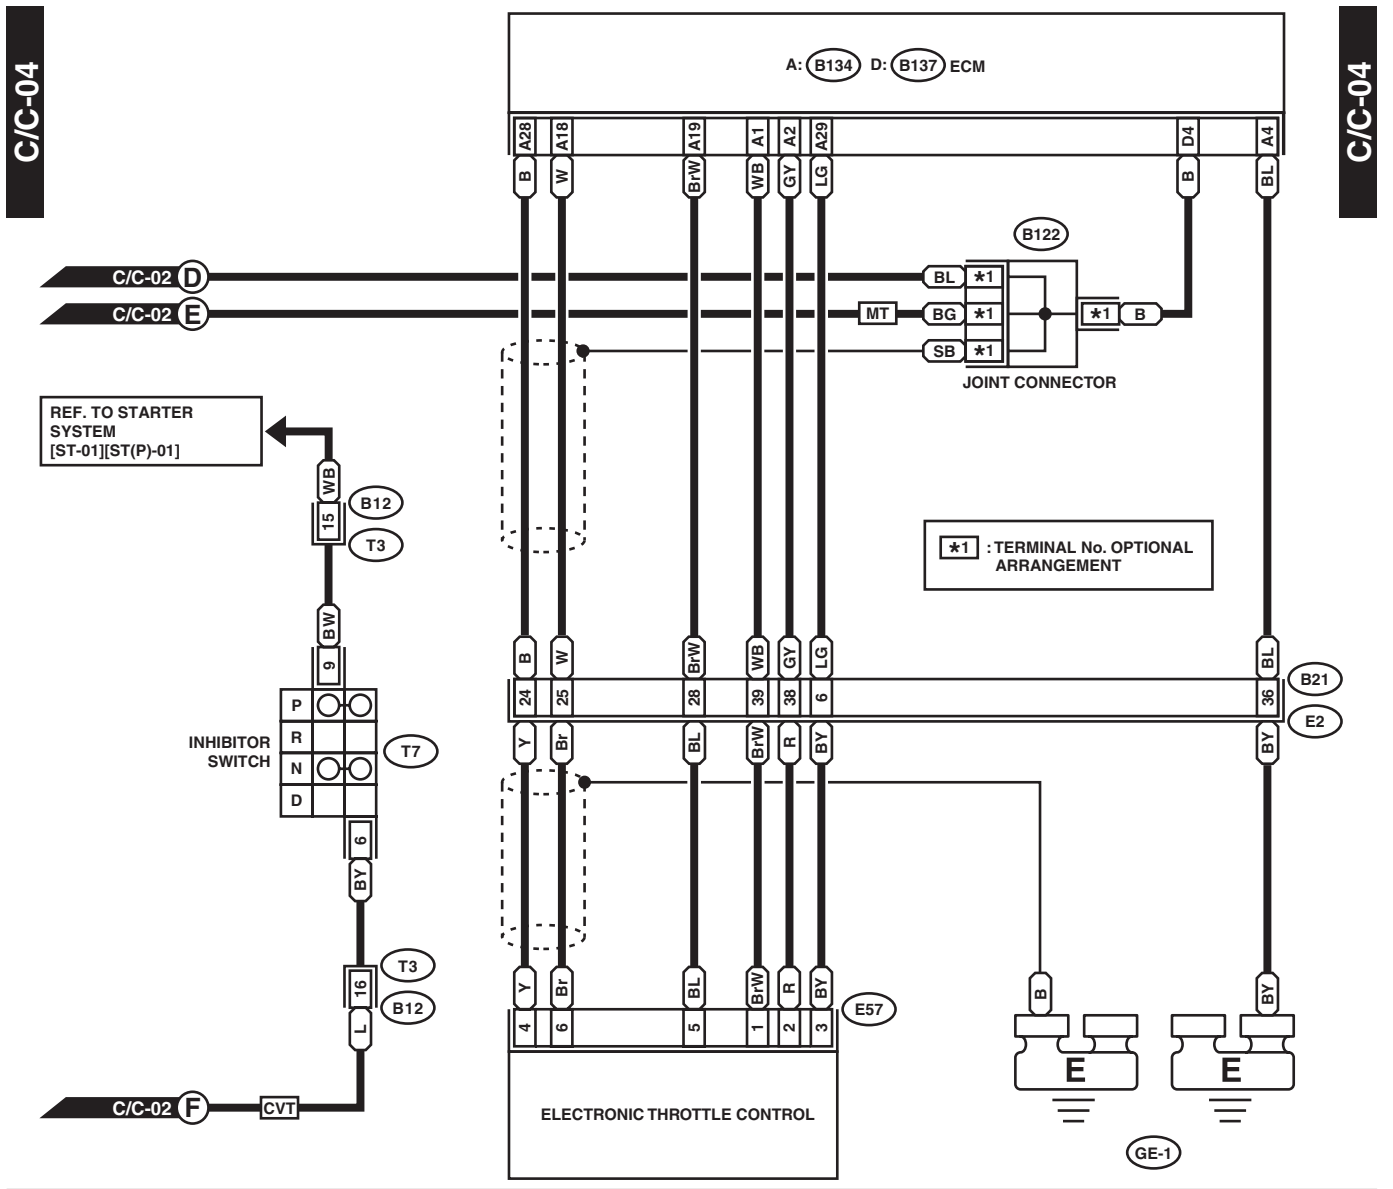 C/C-04
C/C-04
A: B134 D: B137 ECM
A28 A18 A19 A1 A2 A29 D4 A4
B W BrW WB GY LG B BL
B122
C/C-02 D BL *1
C/C-02 E MT BG *1 *1 B
SB *1
JOINT CONNECTOR
REF. TO STARTER
SYSTEM
[ST-01][ST(P)-01]
WB
15 B12
T3
*1 : TERMINAL No. OPTIONAL
ARRANGEMENT
BW
9
B W BrW WB GY LG BL
24 25 28 39 38 6 36
B21
E2
Y Br BL BrW R BY BY
P
R
N
D
INHIBITOR
SWITCH
T7
6
BY
T3
16
B12
L
Y Br BL BrW R BY B BY
4 6 5 1 2 3
E57
E E
C/C-02 F CVT
ELECTRONIC THROTTLE CONTROL
GE-1